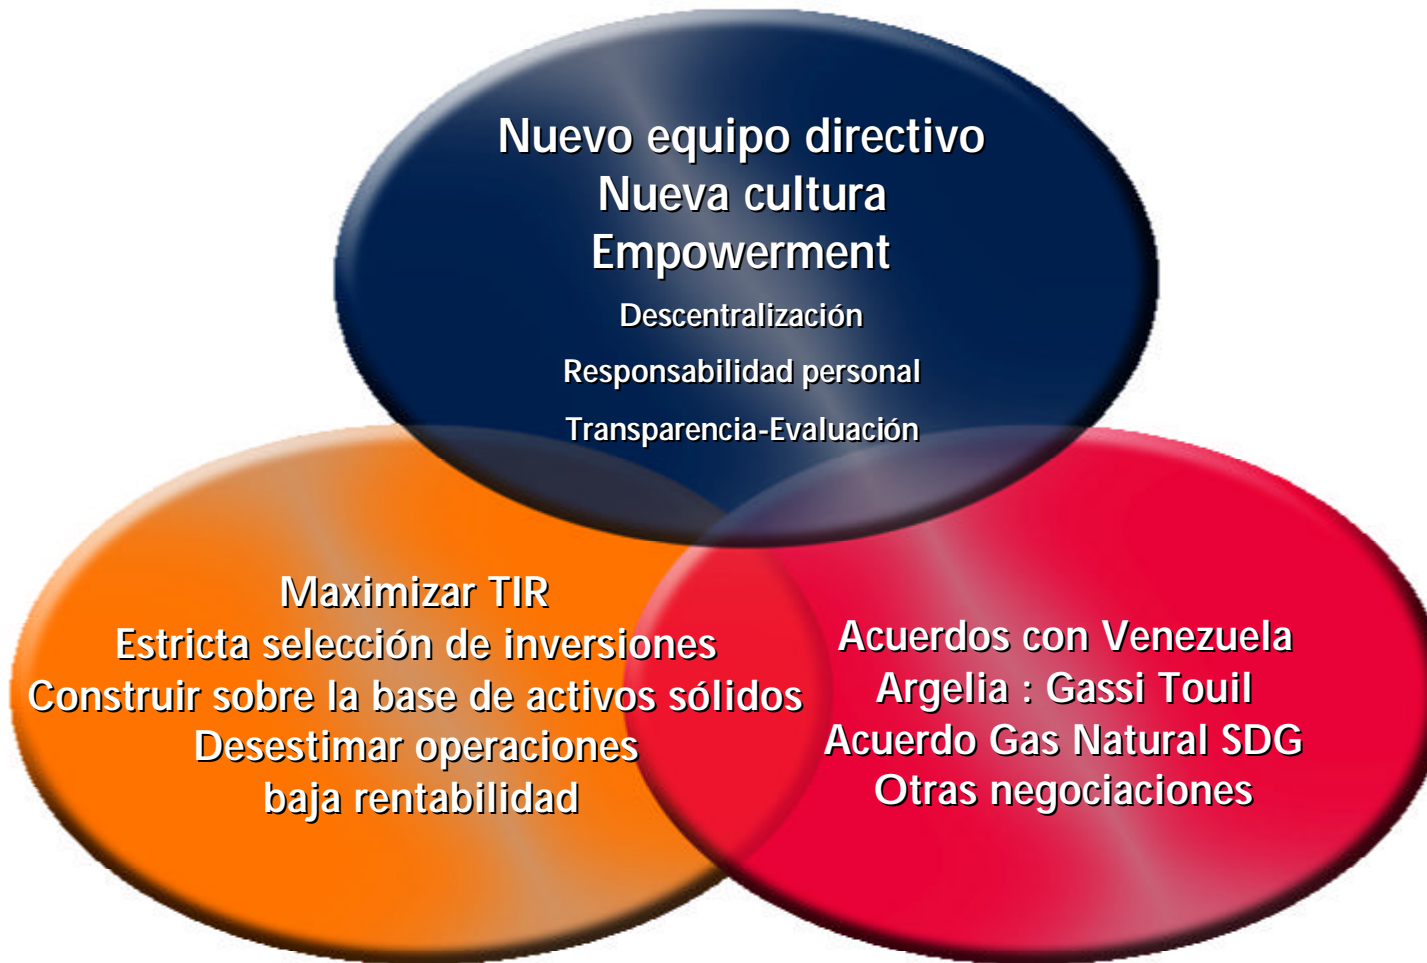 Nuevo equipo directivo
Nueva cultura
Empowerment
Descentralización
Responsabilidad personal
Transparencia-Evaluación
Maximizar TIR
Estricta selección de inversiones
Construir sobre la base de activos sólidos
Desestimar operaciones
baja rentabilidad
Acuerdos con Venezuela
Argelia : Gassi Touil
Acuerdo Gas Natural SDG
Otras negociaciones